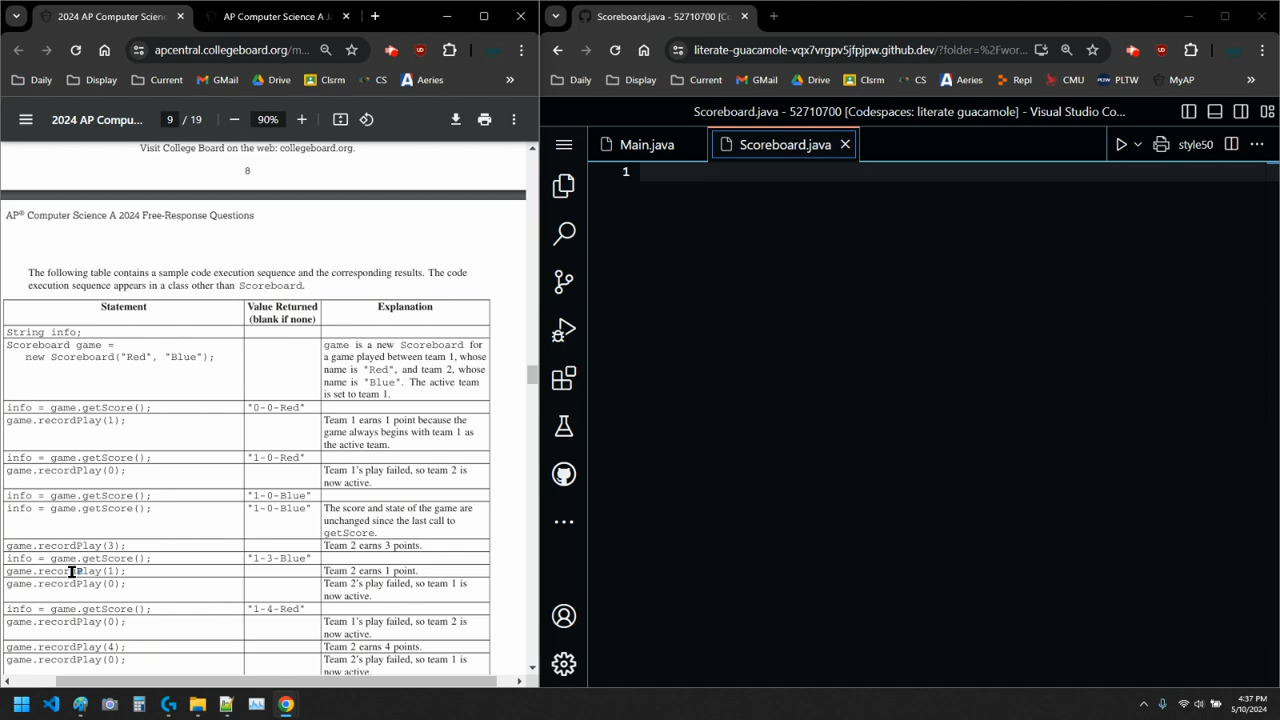 2024 AP Computer Scienc
AP Computer Science A J
apcentral.collegeboard.org/m...
Daily
Display
Current
GMail
Drive
Clsrm
CS
Aeries
2024 AP Compu...
9 / 19
90%
Visit College Board on the web: collegeboard.org.
8
AP® Computer Science A 2024 Free-Response Questions
The following table contains a sample code execution sequence and the corresponding results. The code
execution sequence appears in a class other than Scoreboard.
Statement
Value Returned
(blank if none)
Explanation
String info;
Scoreboard game =
new Scoreboard("Red", "Blue");
game is a new Scoreboard for
a game played between team 1, whose
name is "Red", and team 2, whose
name is "Blue". The active team
is set to team 1.
info = game.getScore();
"0-0-Red"
game.recordPlay(1);
Team 1 earns 1 point because the
game always begins with team 1 as
the active team.
info = game.getScore();
"1-0-Red"
game.recordPlay(0);
Team 1's play failed, so team 2 is
now active.
info = game.getScore();
"1-0-Blue"
info = game.getScore();
"1-0-Blue"
The score and state of the game are
unchanged since the last call to
getScore.
game.recordPlay(3);
Team 2 earns 3 points.
info = game.getScore();
"1-3-Blue"
game.recordPlay(1);
Team 2 earns 1 point.
game.recordPlay(0);
Team 2's play failed, so team 1 is
now active.
info = game.getScore();
"1-4-Red"
game.recordPlay(0);
Team 1's play failed, so team 2 is
now active.
game.recordPlay(4);
Team 2 earns 4 points.
game.recordPlay(0);
Team 2's play failed, so team 1 is
now active.
Scoreboard.java - 52710700 [Co
literate-guacamole-vqx7vrgpv5jfpjpw.github.dev/?folder=%2Fwor...
Daily
Display
Current
GMail
Drive
Clsrm
CS
Aeries
Repl
CMU
PLTW
MyAP
Scoreboard.java - 52710700 [Codespaces: literate guacamole] - Visual Studio Co...
Main.java
Scoreboard.java
style50
1
4:37 PM
5/10/2024